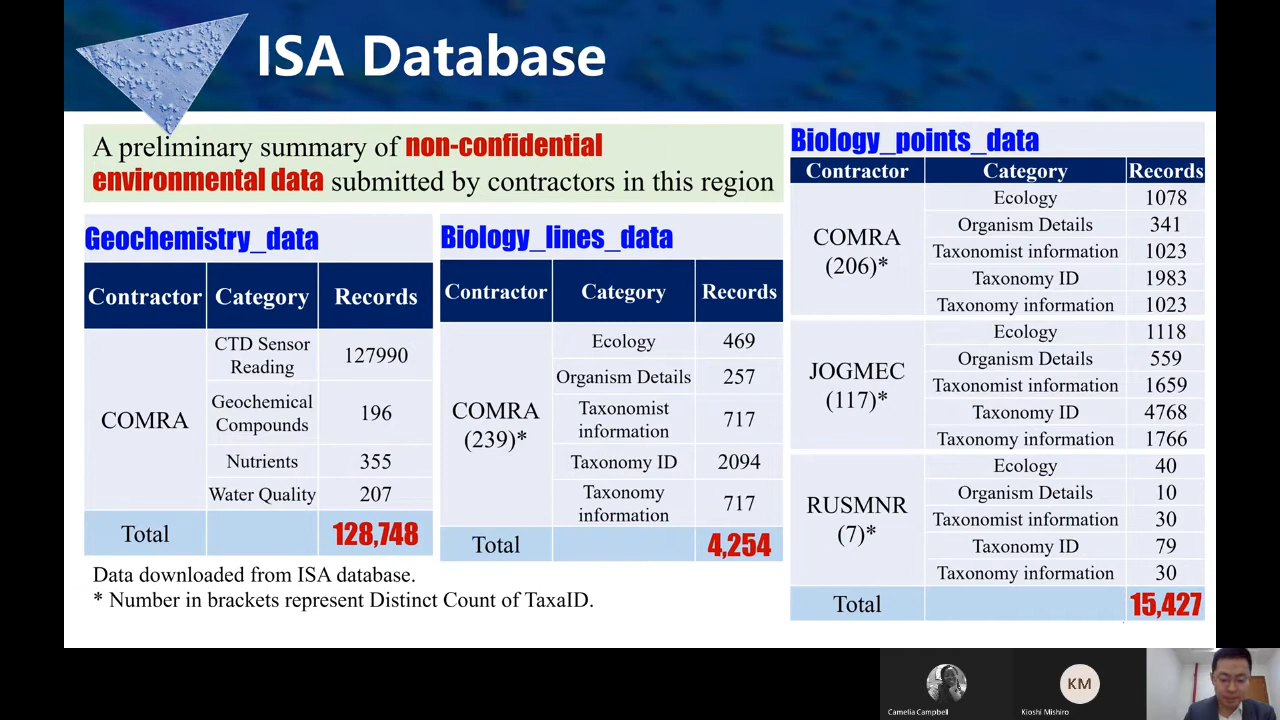 ISA Database
A preliminary summary of non-confidential
environmental data submitted by contractors in this region
Geochemistry_data
Contractor Category Records
COMRA
CTD Sensor
Reading
127990
Geochemical
Compounds
196
Nutrients 355
Water Quality 207
Total 128,748
Biology_lines_data
Contractor Category Records
COMRA
(239)*
Ecology 469
Organism Details 257
Taxonomist
information
717
Taxonomy ID 2094
Taxonomy
information
717
Total 4,254
Data downloaded from ISA database.
* Number in brackets represent Distinct Count of TaxaID.
Biology_points_data
Contractor Category Records
COMRA
(206)*
Ecology 1078
Organism Details 341
Taxonomist information 1023
Taxonomy ID 1983
Taxonomy information 1023
JOGMEC
(117)*
Ecology 1118
Organism Details 559
Taxonomist information 1659
Taxonomy ID 4768
Taxonomy information 1766
RUSMNR
(7)*
Ecology 40
Organism Details 10
Taxonomist information 30
Taxonomy ID 79
Taxonomy information 30
Total 15,427
KM
Camelia Campbell
Kioshi Mishiro